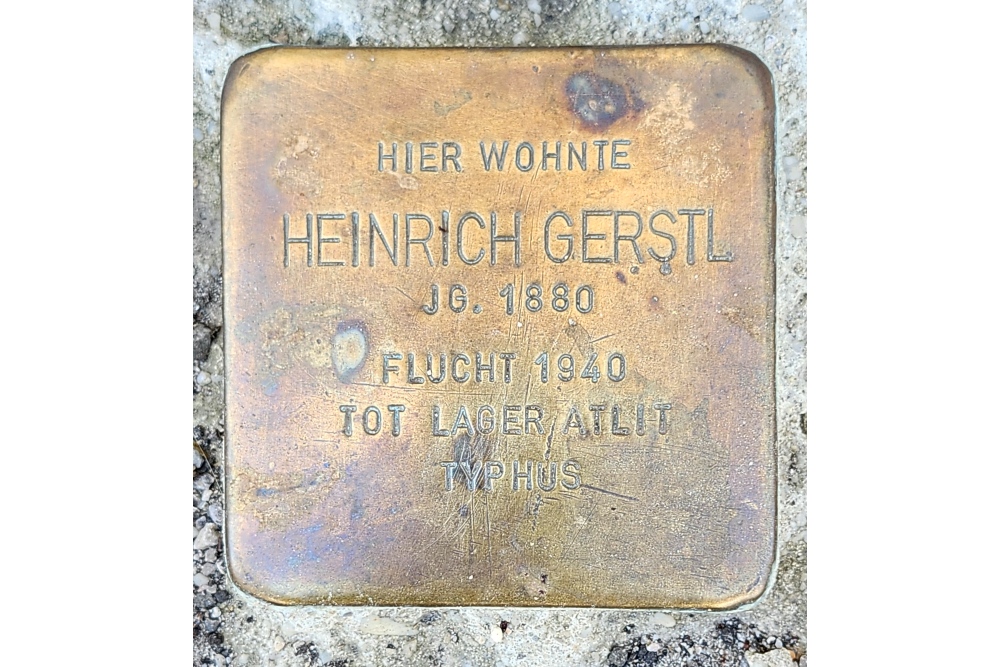 HIER WOHNTE
HEINRICH GERSTL
JG. 1880
FLUCHT 1940
TOT LAGER ATLIT
TYPHUS